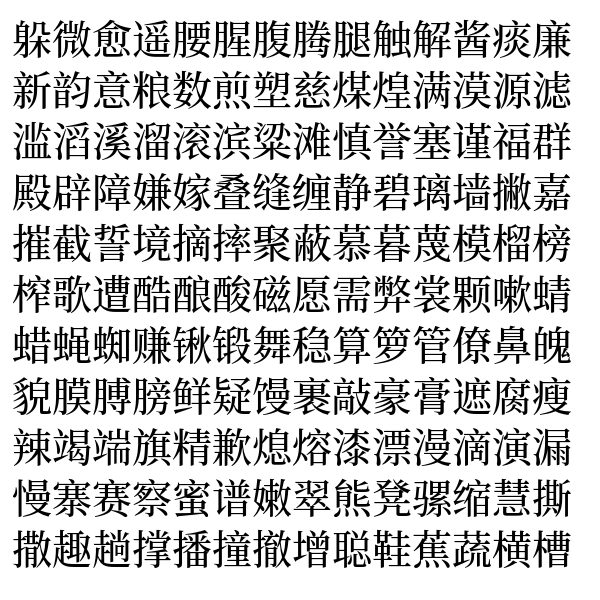 躲微愈遥腰腥腹腾腿触解酱痰廉
新韵意粮数煎塑慈煤煌满漠源滤
滥滔溪溜滚滨粱滩慎誉塞谨福群
殿辟障嫌嫁叠缝缠静碧璃墙撇嘉
摧截誓境摘摔聚蔽慕暮蔑模榴榜
榨歌遭酷酿酸磁愿需弊裳颗嗽蜻
蜡蝇蜘赚锹锻舞稳算箩管僚鼻魄
貌膜膊膀鲜疑馒裹敲豪膏遮腐瘦
辣竭端旗精歉熄熔漆漂漫滴演漏
慢寨赛察蜜谱嫩翠熊凳骡缩慧撕
撒趣趟撑播撞撤增聪鞋蕉蔬横槽